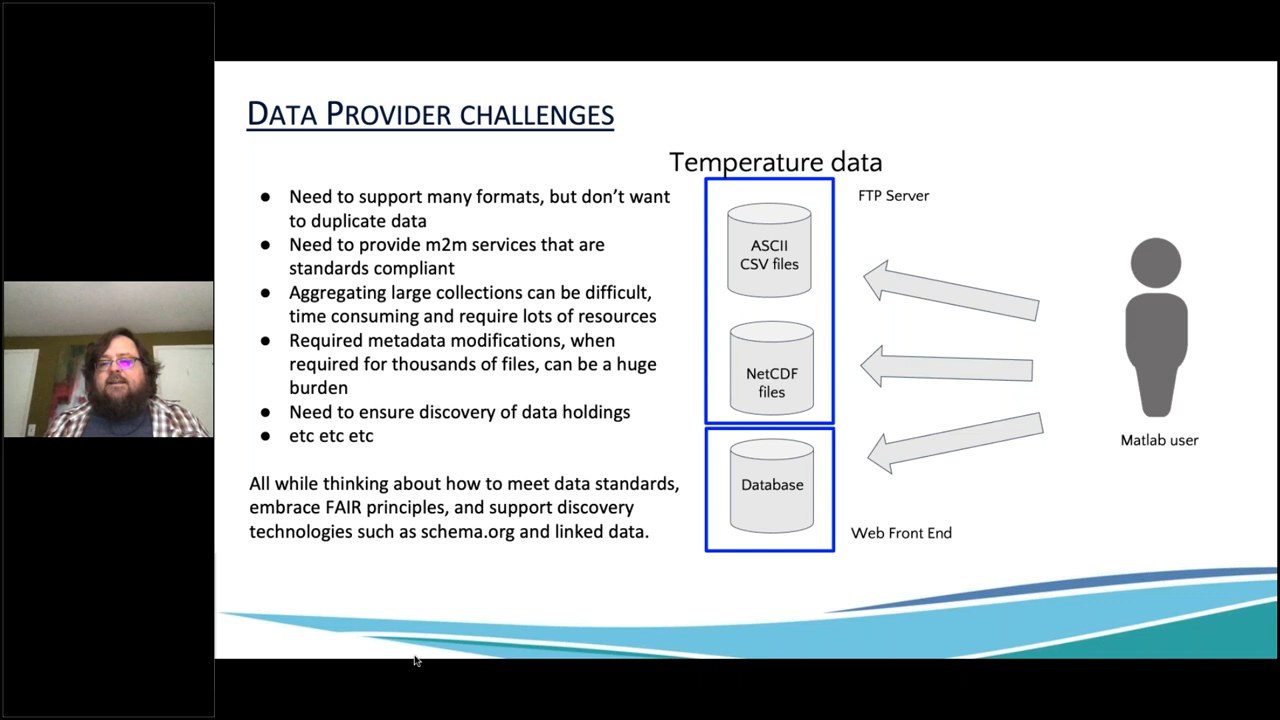 DATA PROVIDER CHALLENGES
Temperature data
● Need to support many formats, but don't want
to duplicate data
● Need to provide m2m services that are
standards compliant
● Aggregating large collections can be difficult,
time consuming and require lots of resources
● Required metadata modifications, when
required for thousands of files, can be a huge
burden
● Need to ensure discovery of data holdings
● etc etc etc
All while thinking about how to meet data standards,
embrace FAIR principles, and support discovery
technologies such as schema.org and linked data.
ASCII
CSV files
NetCDF
files
Database
FTP Server
Web Front End
Matlab user